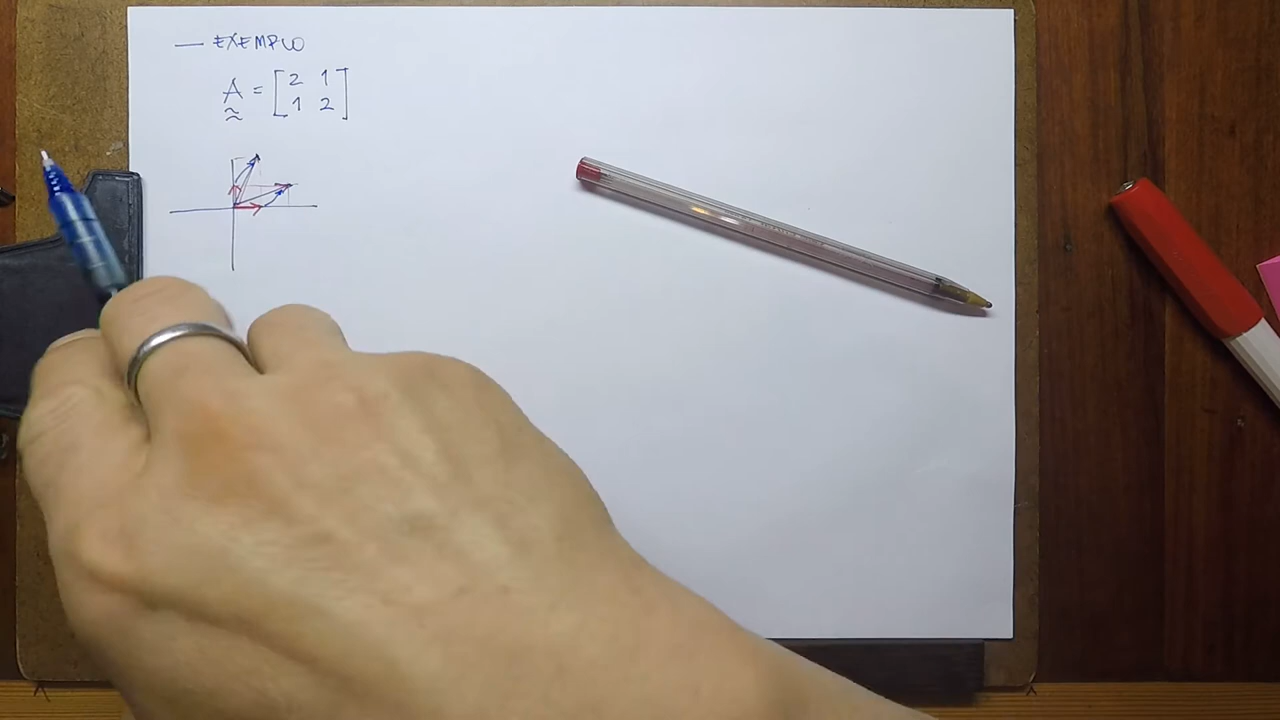 — EXEMPLO
A = [2 1
1 2]